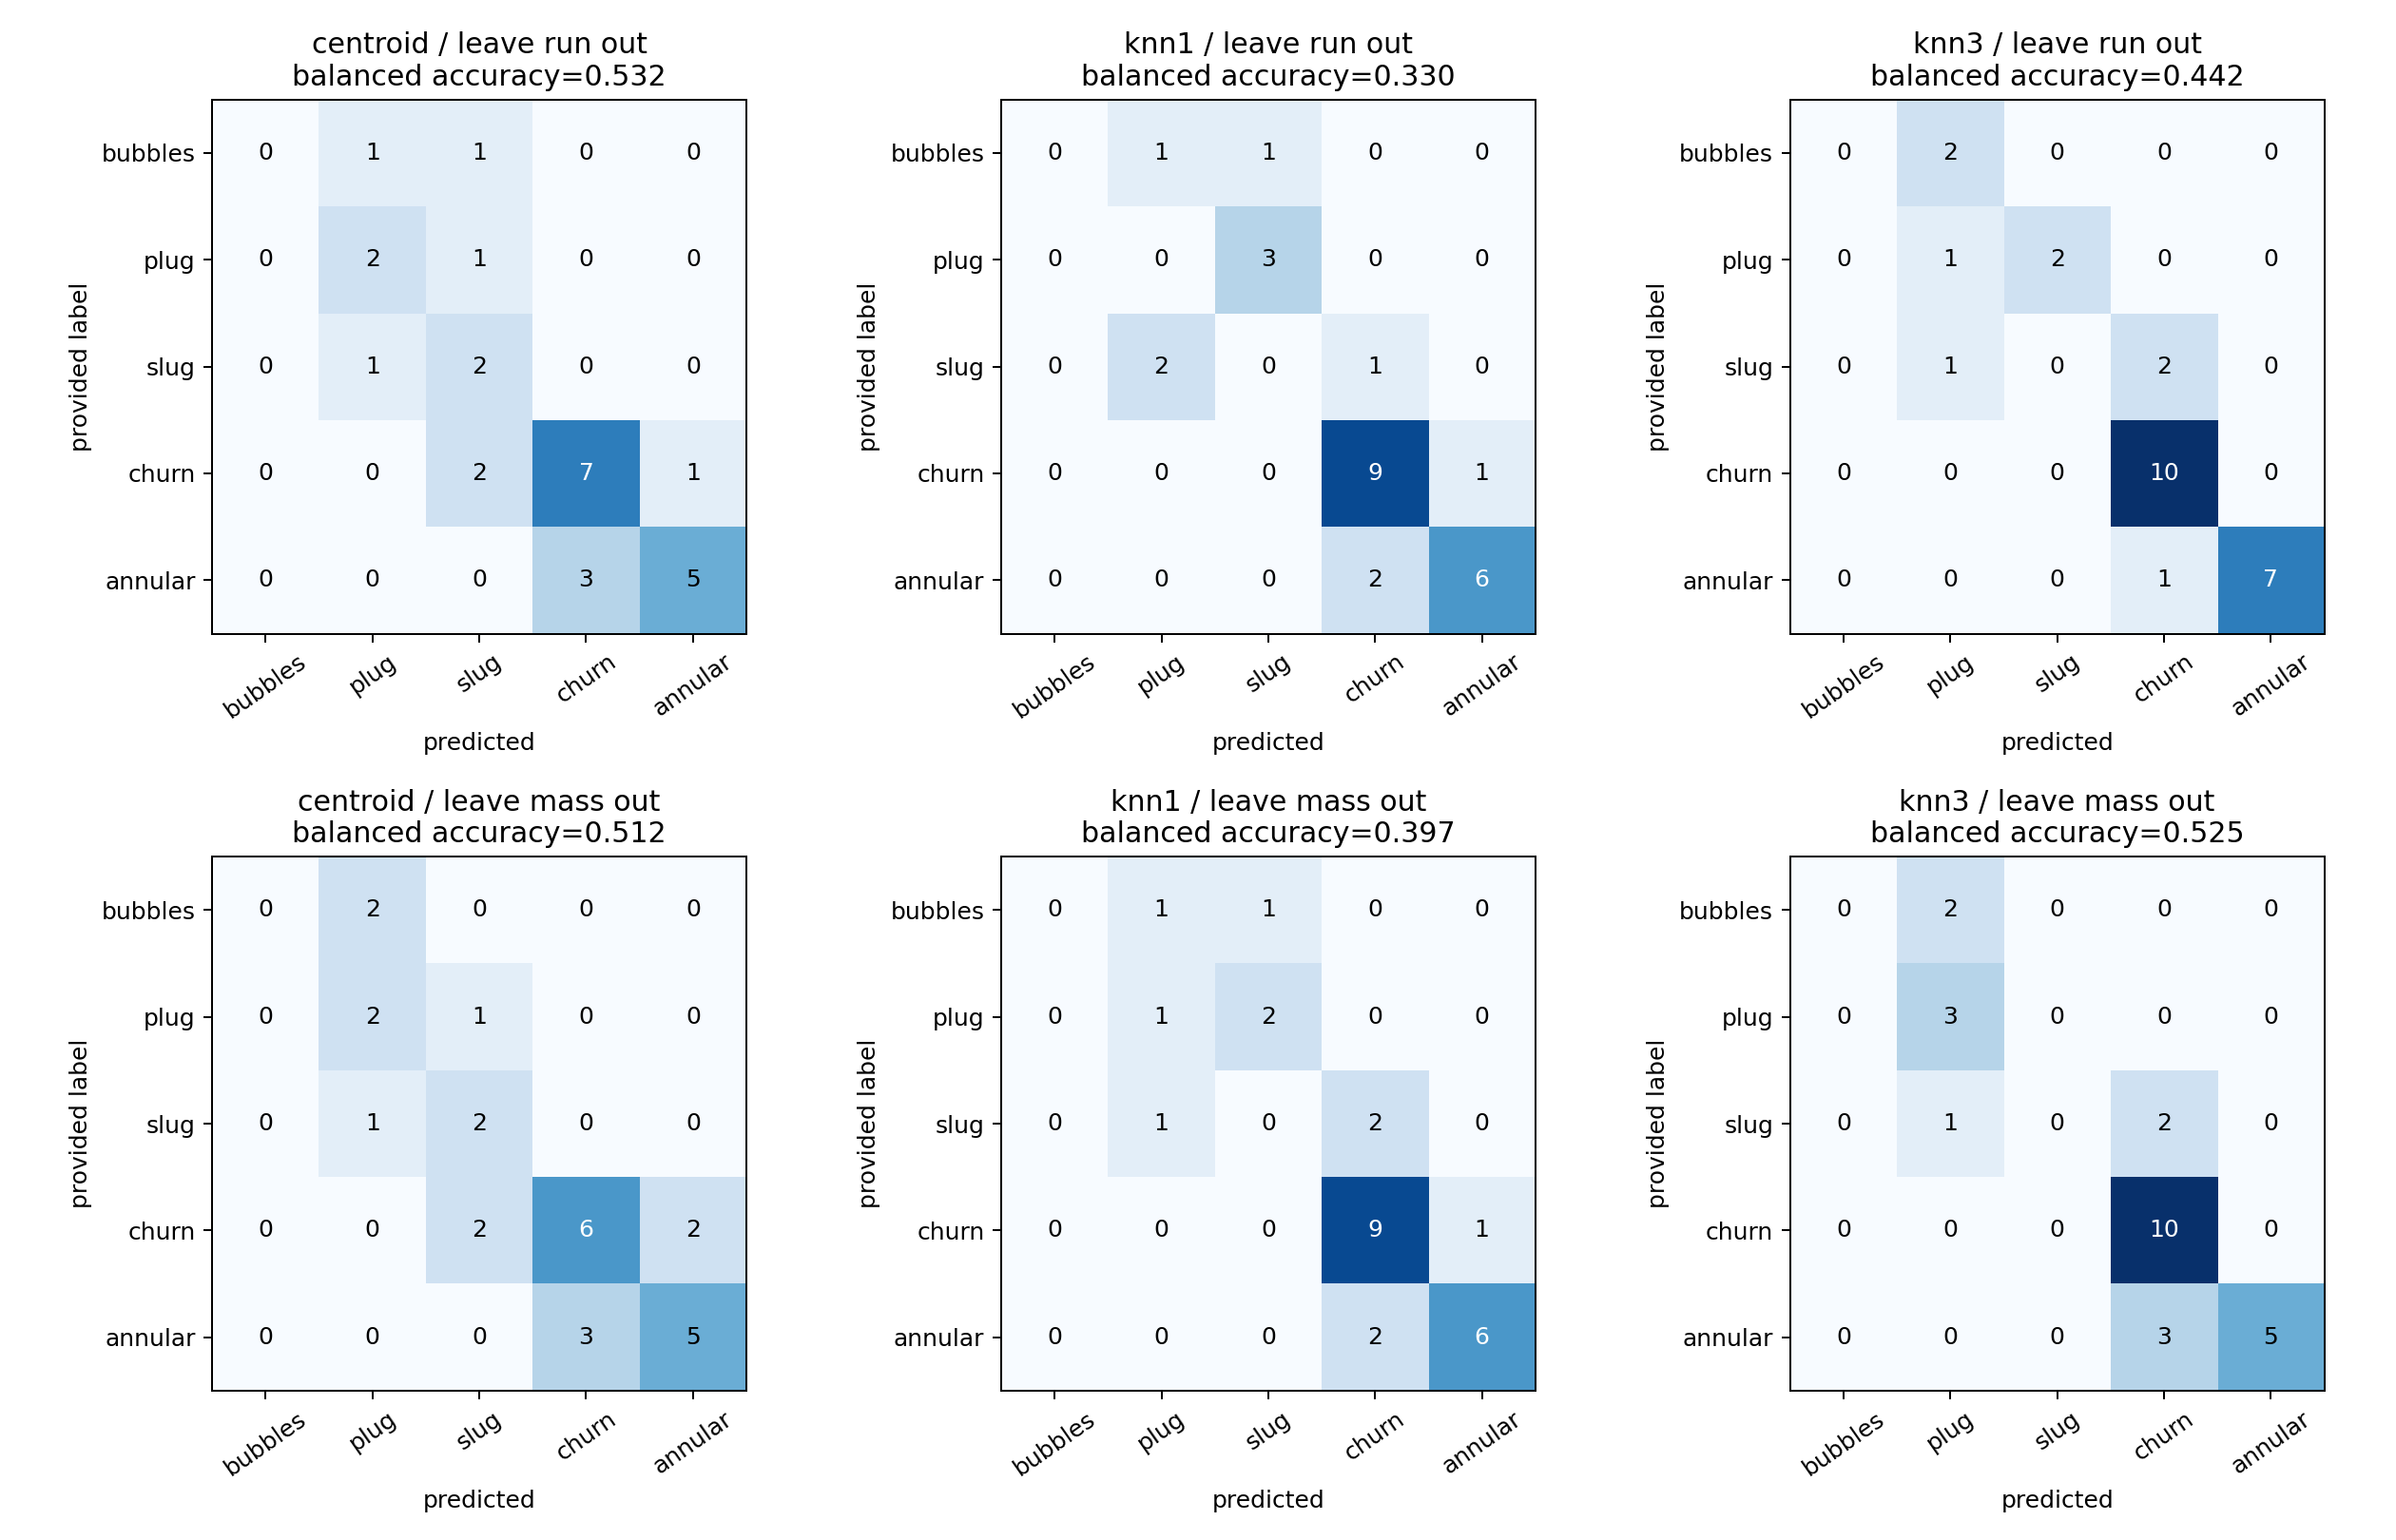 centroid / leave run out
balanced accuracy=0.532
bubbles 0 1 1 0 0
plug 0 2 1 0 0
slug 0 1 2 0 0
churn 0 0 2 7 1
annular 0 0 0 3 5
provided label
bubbles plug slug churn annular
predicted
knn1 / leave run out
balanced accuracy=0.330
bubbles 0 1 1 0 0
plug 0 0 3 0 0
slug 0 2 0 1 0
churn 0 0 0 9 1
annular 0 0 0 2 6
provided label
bubbles plug slug churn annular
predicted
knn3 / leave run out
balanced accuracy=0.442
bubbles 0 2 0 0 0
plug 0 1 2 0 0
slug 0 1 0 2 0
churn 0 0 0 10 0
annular 0 0 0 1 7
provided label
bubbles plug slug churn annular
predicted
centroid / leave mass out
balanced accuracy=0.512
bubbles 0 2 0 0 0
plug 0 2 1 0 0
slug 0 1 2 0 0
churn 0 0 2 6 2
annular 0 0 0 3 5
provided label
bubbles plug slug churn annular
predicted
knn1 / leave mass out
balanced accuracy=0.397
bubbles 0 1 1 0 0
plug 0 1 2 0 0
slug 0 1 0 2 0
churn 0 0 0 9 1
annular 0 0 0 2 6
provided label
bubbles plug slug churn annular
predicted
knn3 / leave mass out
balanced accuracy=0.525
bubbles 0 2 0 0 0
plug 0 3 0 0 0
slug 0 1 0 2 0
churn 0 0 0 10 0
annular 0 0 0 3 5
provided label
bubbles plug slug churn annular
predicted